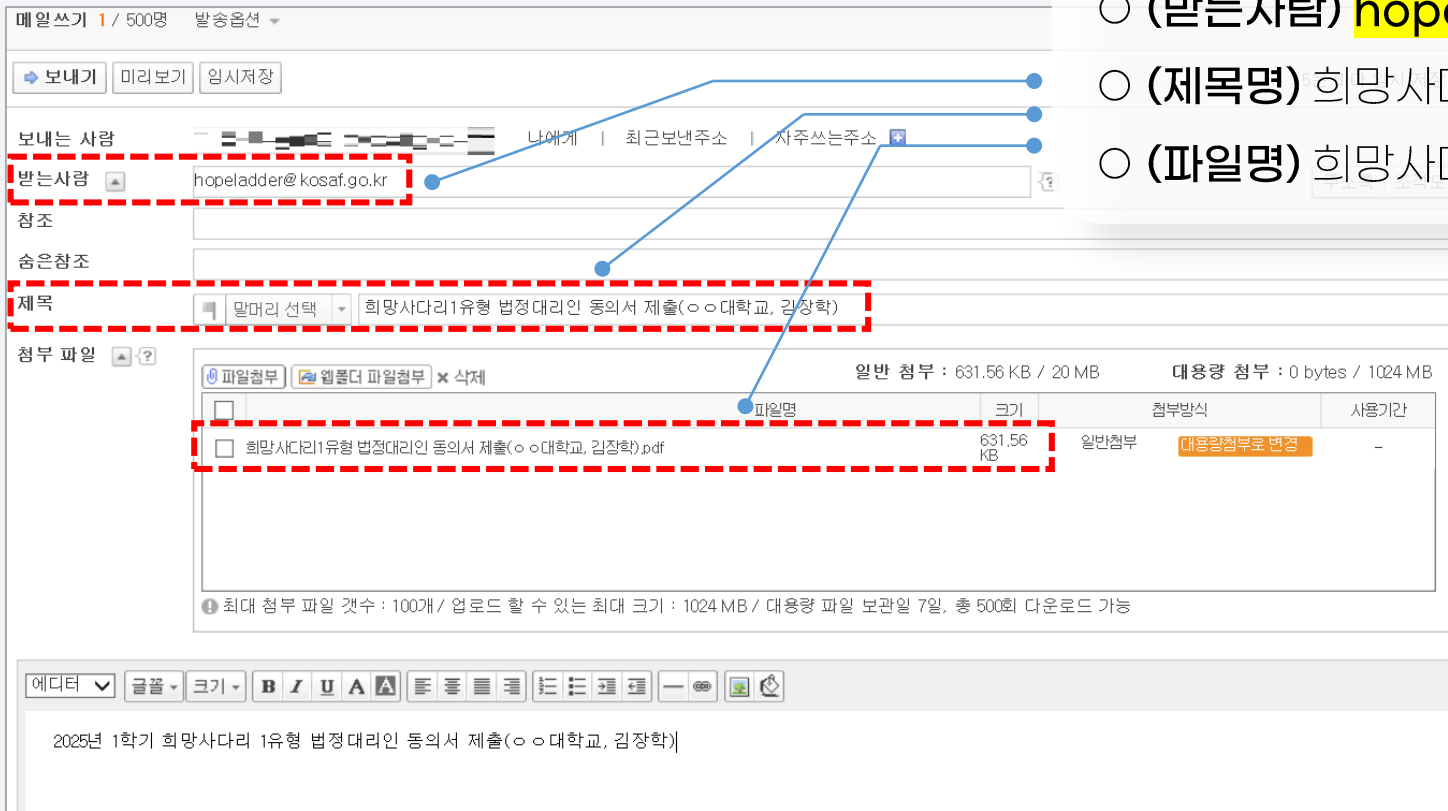 메일쓰기 1 / 500명 발송옵션
○ (받는사람) hope
보내기 미리보기 임시저장
○ (제목명) 희망사
보내는 사람 나에게 | 최근보낸주소 | 자주쓰는주소
○ (파일명) 희망사
받는사람 hopeladder@kosaf.go.kr
참조
숨은참조
제목 말머리 선택 희망사다리1유형 법정대리인 동의서 제출(ㅇㅇ대학교, 김장학)
첨부 파일
파일첨부 웹폴더 파일첨부 × 삭제 일반 첨부 : 631.56 KB / 20 MB 대용량 첨부 : 0 bytes / 1024 MB
파일명 크기 첨부방식 사용기간
희망사다리1유형 법정대리인 동의서 제출(ㅇㅇ대학교, 김장학).pdf 631.56 KB 일반첨부 대용량첨부로 변경 –
최대 첨부 파일 갯수 : 100개 / 업로드 할 수 있는 최대 크기 : 1024 MB / 대용량 파일 보관일 7일, 총 500회 다운로드 가능
에디터 글꼴 크기 B I U A A
2025년 1학기 희망사다리 1유형 법정대리인 동의서 제출(ㅇㅇ대학교, 김장학)